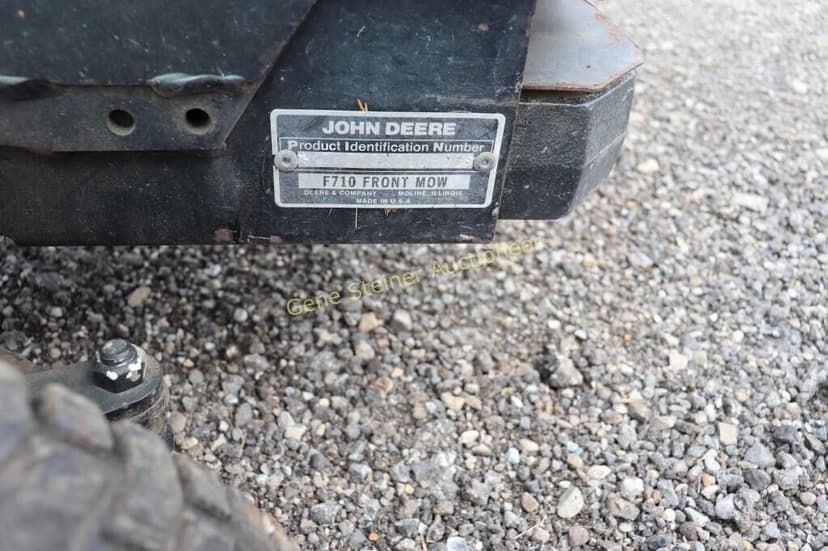 JOHN DEERE
Product Identification Number
F710 FRONT MOW
DEERE & COMPANY MOLINE, ILLINOIS
MADE IN U.S.A.
Gene Steiner Auctioneer